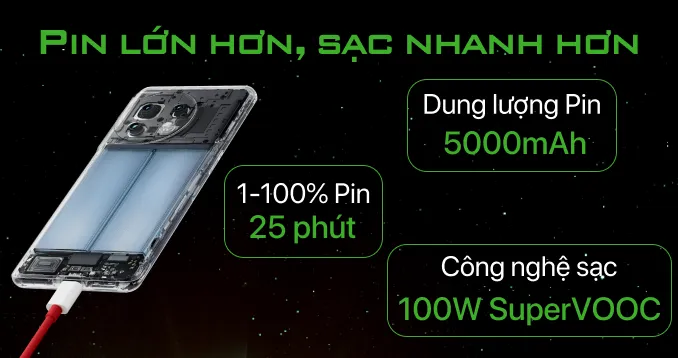 PIN LỚN HƠN, SẠC NHANH HƠN
Dung lượng Pin
5000mAh
1-100% Pin
25 phút
Công nghệ sạc
100W SuperVOOC